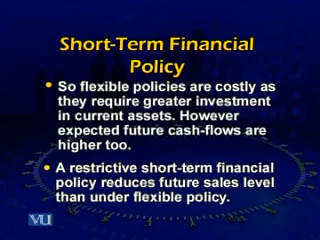 Short-Term Financial
Policy
• So flexible policies are costly as
they require greater investment
in current assets. However
expected future cash-flows are
higher too.
• A restrictive short-term financial
policy reduces future sales level
than under flexible policy.
VU